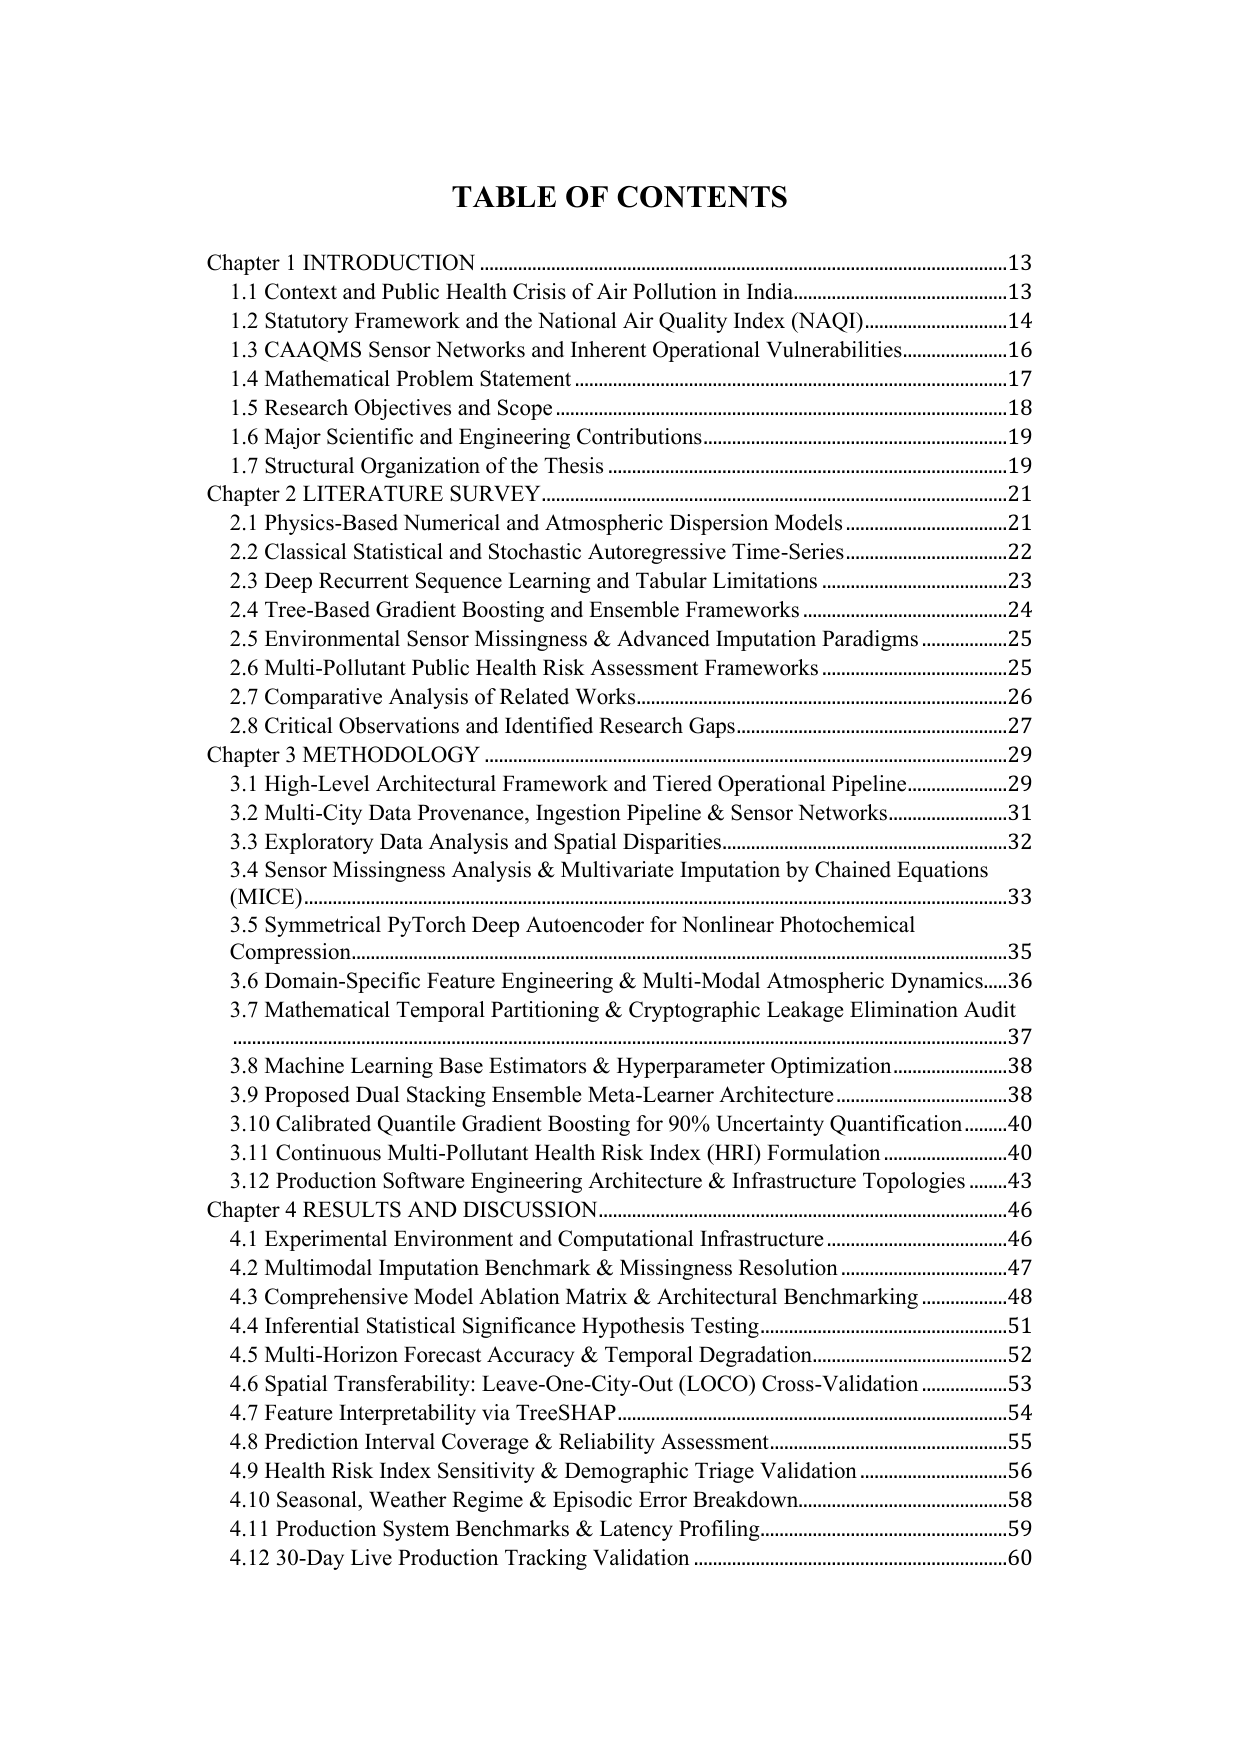 TABLE OF CONTENTS
Chapter 1 INTRODUCTION ........ 13
1.1 Context and Public Health Crisis of Air Pollution in India ........ 13
1.2 Statutory Framework and the National Air Quality Index (NAQI) ........ 14
1.3 CAAQMS Sensor Networks and Inherent Operational Vulnerabilities ........ 16
1.4 Mathematical Problem Statement ........ 17
1.5 Research Objectives and Scope ........ 18
1.6 Major Scientific and Engineering Contributions ........ 19
1.7 Structural Organization of the Thesis ........ 19
Chapter 2 LITERATURE SURVEY ........ 21
2.1 Physics-Based Numerical and Atmospheric Dispersion Models ........ 21
2.2 Classical Statistical and Stochastic Autoregressive Time-Series ........ 22
2.3 Deep Recurrent Sequence Learning and Tabular Limitations ........ 23
2.4 Tree-Based Gradient Boosting and Ensemble Frameworks ........ 24
2.5 Environmental Sensor Missingness & Advanced Imputation Paradigms ........ 25
2.6 Multi-Pollutant Public Health Risk Assessment Frameworks ........ 25
2.7 Comparative Analysis of Related Works ........ 26
2.8 Critical Observations and Identified Research Gaps ........ 27
Chapter 3 METHODOLOGY ........ 29
3.1 High-Level Architectural Framework and Tiered Operational Pipeline ........ 29
3.2 Multi-City Data Provenance, Ingestion Pipeline & Sensor Networks ........ 31
3.3 Exploratory Data Analysis and Spatial Disparities ........ 32
3.4 Sensor Missingness Analysis & Multivariate Imputation by Chained Equations
(MICE) ........ 33
3.5 Symmetrical PyTorch Deep Autoencoder for Nonlinear Photochemical
Compression ........ 35
3.6 Domain-Specific Feature Engineering & Multi-Modal Atmospheric Dynamics ..... 36
3.7 Mathematical Temporal Partitioning & Cryptographic Leakage Elimination Audit
........ 37
3.8 Machine Learning Base Estimators & Hyperparameter Optimization ........ 38
3.9 Proposed Dual Stacking Ensemble Meta-Learner Architecture ........ 38
3.10 Calibrated Quantile Gradient Boosting for 90% Uncertainty Quantification ........ 40
3.11 Continuous Multi-Pollutant Health Risk Index (HRI) Formulation ........ 40
3.12 Production Software Engineering Architecture & Infrastructure Topologies ........ 43
Chapter 4 RESULTS AND DISCUSSION ........ 46
4.1 Experimental Environment and Computational Infrastructure ........ 46
4.2 Multimodal Imputation Benchmark & Missingness Resolution ........ 47
4.3 Comprehensive Model Ablation Matrix & Architectural Benchmarking ........ 48
4.4 Inferential Statistical Significance Hypothesis Testing ........ 51
4.5 Multi-Horizon Forecast Accuracy & Temporal Degradation ........ 52
4.6 Spatial Transferability: Leave-One-City-Out (LOCO) Cross-Validation ........ 53
4.7 Feature Interpretability via TreeSHAP ........ 54
4.8 Prediction Interval Coverage & Reliability Assessment ........ 55
4.9 Health Risk Index Sensitivity & Demographic Triage Validation ........ 56
4.10 Seasonal, Weather Regime & Episodic Error Breakdown ........ 58
4.11 Production System Benchmarks & Latency Profiling ........ 59
4.12 30-Day Live Production Tracking Validation ........ 60